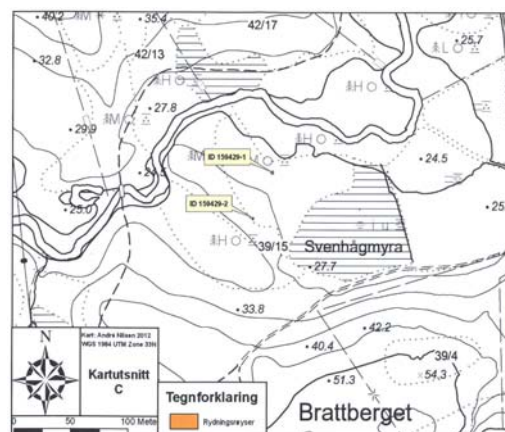 40.2
35.4
42/17
25.7
42/13
32.8
27.8
29.9
24.5
ID 159429-1
25.0
ID 159429-2
39/15
Svenhågmyra
25
27.7
33.8
42.2
40.4
39/4
51.3
54.3
Brattberget
N
Kart: André Nilsen 2012
WGS 1984 UTM Zone 33N
Kartutsnitt
C
0 50 100 Mete
Tegnforklaring
Rydningsrøyser